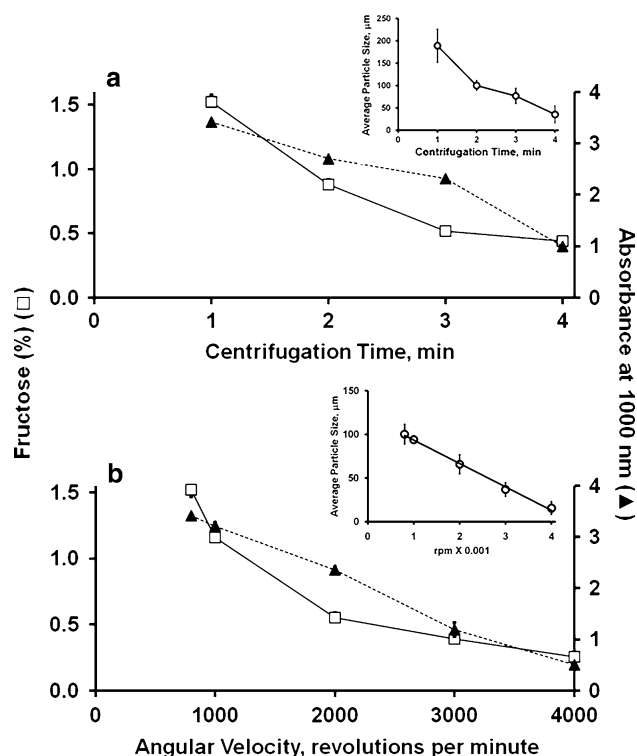 a
Average Particle Size, μm
250
200
150
100
50
0
0 1 2 3 4
Centrifugation Time, min
1.5
1.0
0.5
0.0
4
3
2
1
0
0 1 2 3 4
Centrifugation Time, min
Fructose (%) (□)
Absorbance at 1000 nm (▲)
b
Average Particle Size, μm
150
100
50
0
0 1 2 3 4
rpm X 0.001
1.5
1.0
0.5
0.0
4
3
2
1
0
0 1000 2000 3000 4000
Angular Velocity, revolutions per minute